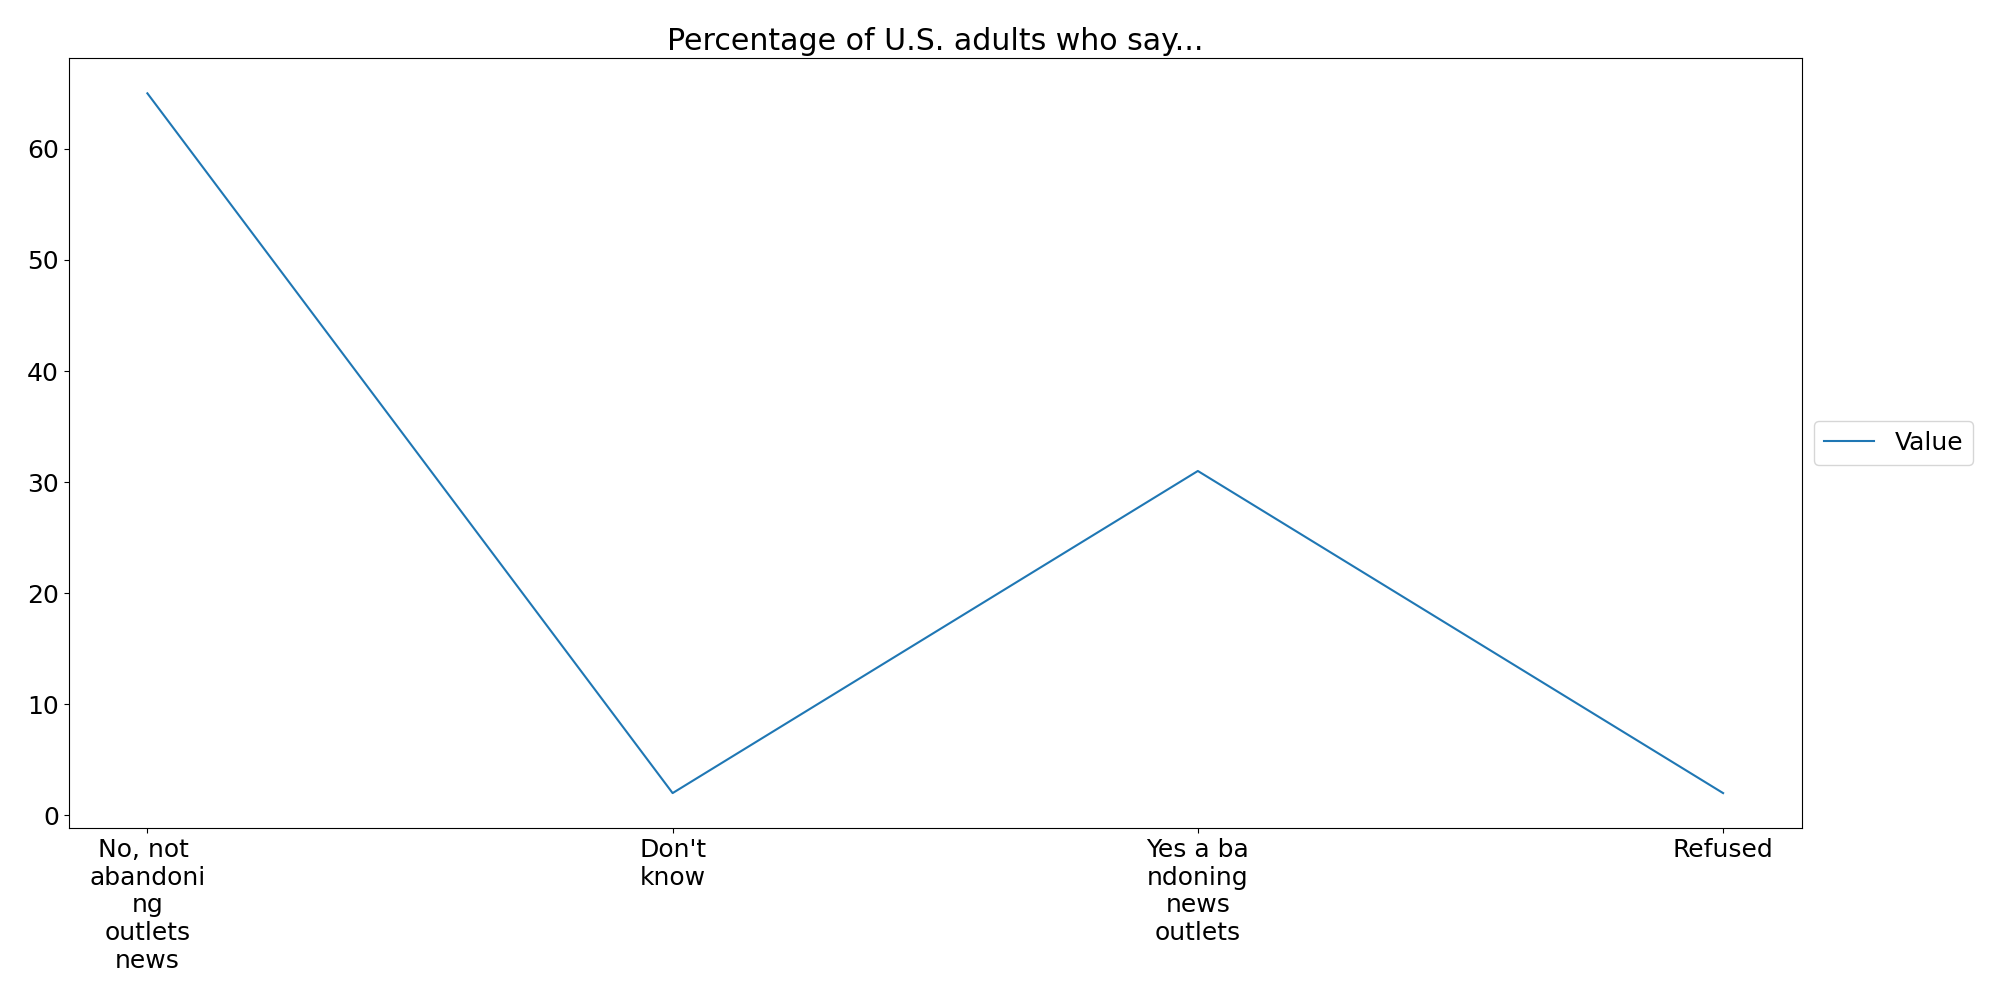 Percentage of U.S. adults who say...
60
50
40
30
20
10
0
No, not
abandoni
ng
outlets
news
Don't
know
Yes a ba
ndoning
news
outlets
Refused
Value